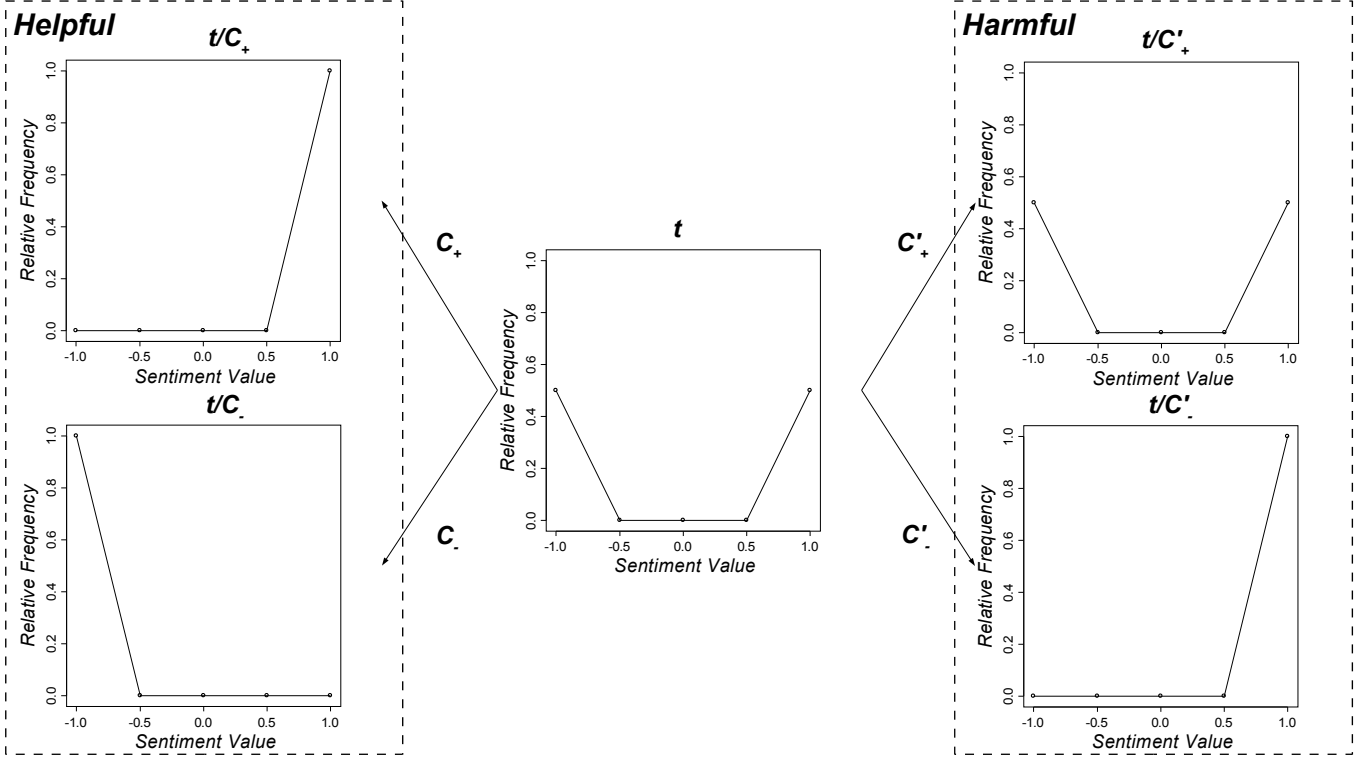 Helpful
t/C₊
Relative Frequency
0.0 0.2 0.4 0.6 0.8 1.0
-1.0 -0.5 0.0 0.5 1.0
Sentiment Value
t/C₋
Relative Frequency
0.0 0.2 0.4 0.6 0.8 1.0
-1.0 -0.5 0.0 0.5 1.0
Sentiment Value
C₊
C₋
t
Relative Frequency
0.0 0.2 0.4 0.6 0.8 1.0
-1.0 -0.5 0.0 0.5 1.0
Sentiment Value
C'₊
C'₋
Harmful
t/C'₊
Relative Frequency
0.0 0.2 0.4 0.6 0.8 1.0
-1.0 -0.5 0.0 0.5 1.0
Sentiment Value
t/C'₋
Relative Frequency
0.0 0.2 0.4 0.6 0.8 1.0
-1.0 -0.5 0.0 0.5 1.0
Sentiment Value